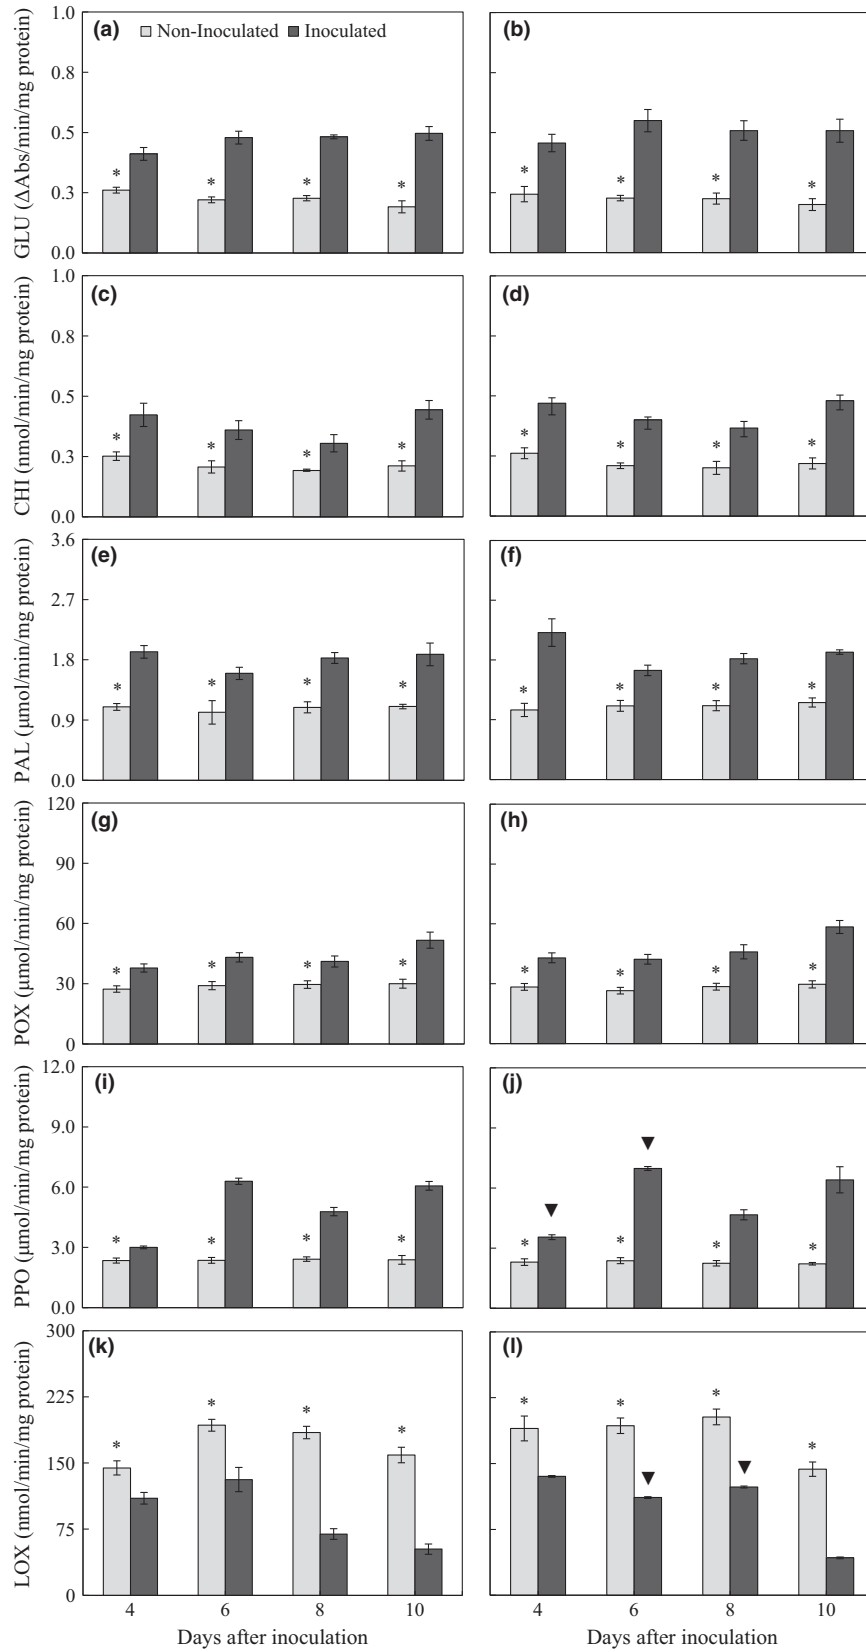 (a) Non-Inoculated Inoculated (b)
GLU (ΔAbs/min/mg protein)
1.0
0.8
0.5
0.3
0.0
* * * * * * * *
(c) (d)
CHI (nmol/min/mg protein)
1.0
0.8
0.5
0.3
0.0
* * * * * * * *
(e) (f)
PAL (μmol/min/mg protein)
3.6
2.7
1.8
0.9
0.0
* * * * * * * *
(g) (h)
POX (μmol/min/mg protein)
120
90
60
30
0
* * * * * * * *
(i) (j)
PPO (μmol/min/mg protein)
12.0
9.0
6.0
3.0
0.0
* * * * * * * *
(k) (l)
LOX (nmol/min/mg protein)
300
225
150
75
0
* * * * * * * *
4 6 8 10 4 6 8 10
Days after inoculation Days after inoculation